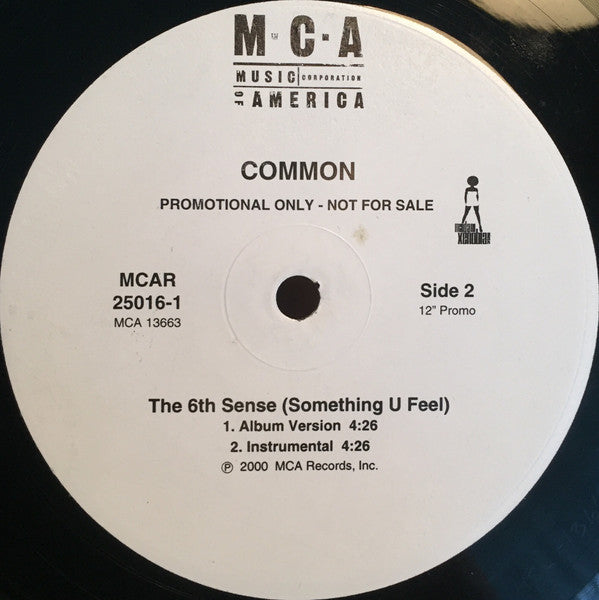 M·C·A
MUSIC CORPORATION
OF AMERICA
COMMON
PROMOTIONAL ONLY - NOT FOR SALE
MCAR
25016-1
MCA 13663
Side 2
12" Promo
The 6th Sense (Something U Feel)
1. Album Version 4:26
2. Instrumental 4:26
℗ 2000 MCA Records, Inc.